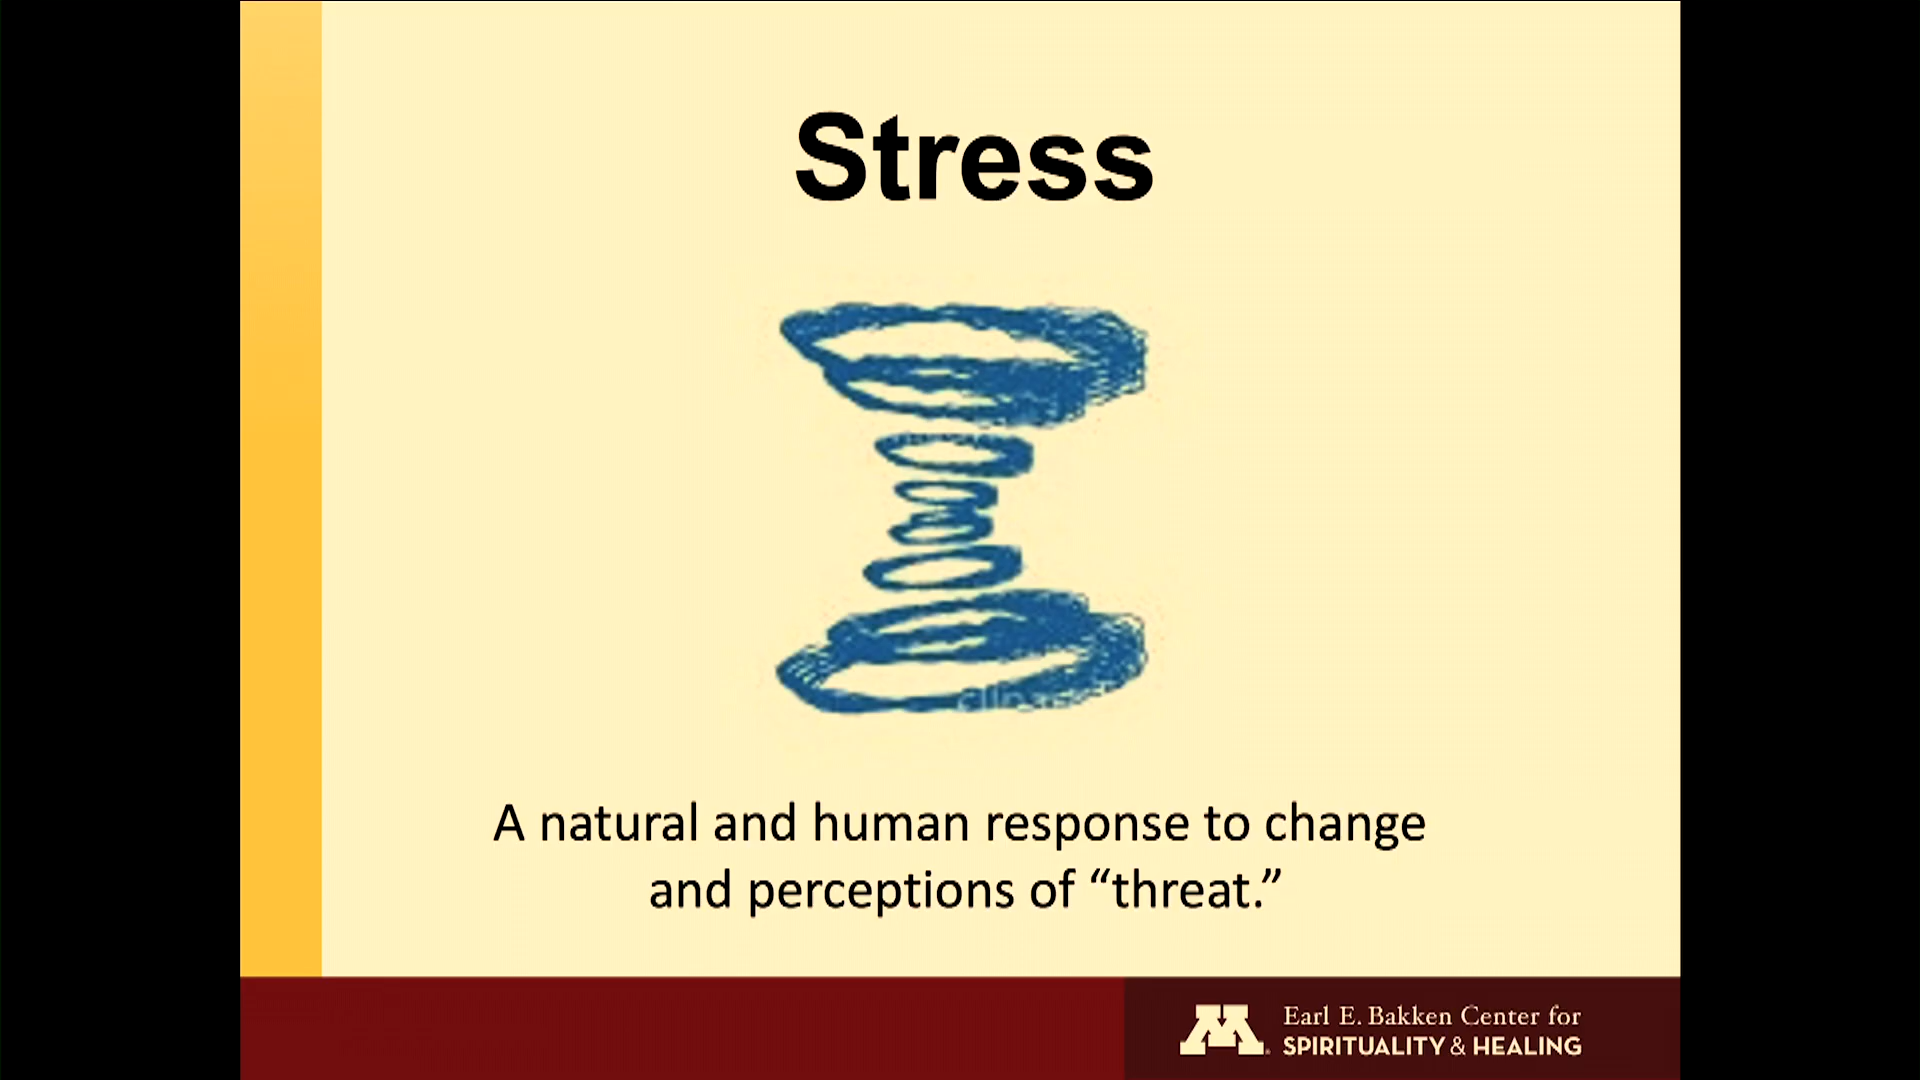 Stress
A natural and human response to change
and perceptions of “threat.”
Earl E. Bakken Center for
SPIRITUALITY & HEALING